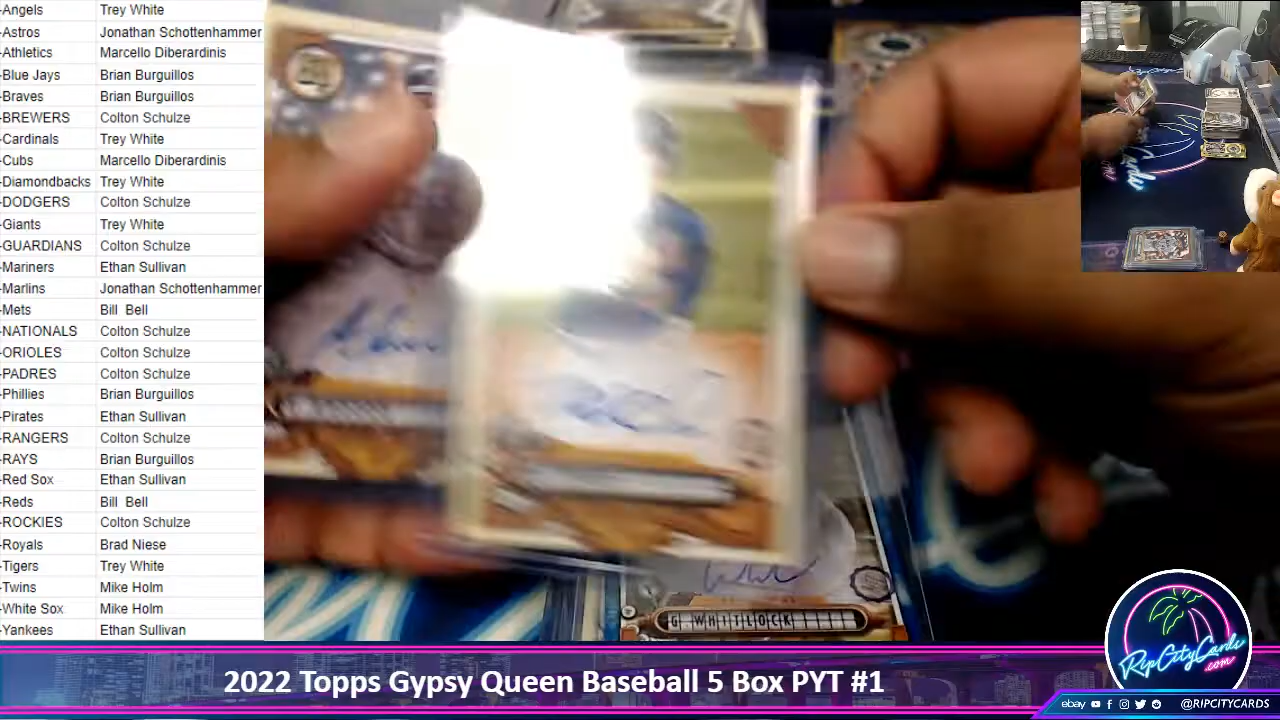 -Angels Trey White
-Astros Jonathan Schottenhammer
-Athletics Marcello Diberardinis
-Blue Jays Brian Burguillos
-Braves Brian Burguillos
-BREWERS Colton Schulze
-Cardinals Trey White
-Cubs Marcello Diberardinis
-Diamondbacks Trey White
-DODGERS Colton Schulze
-Giants Trey White
-GUARDIANS Colton Schulze
-Mariners Ethan Sullivan
-Marlins Jonathan Schottenhammer
-Mets Bill Bell
-NATIONALS Colton Schulze
-ORIOLES Colton Schulze
-PADRES Colton Schulze
-Phillies Brian Burguillos
-Pirates Ethan Sullivan
-RANGERS Colton Schulze
-RAYS Brian Burguillos
-Red Sox Ethan Sullivan
-Reds Bill Bell
-ROCKIES Colton Schulze
-Royals Brad Niese
-Tigers Trey White
-Twins Mike Holm
-White Sox Mike Holm
-Yankees Ethan Sullivan
G WHITLOCK
2022 Topps Gypsy Queen Baseball 5 Box PYT #1
RipCityCards
.com
ebay @RIPCITYCARDS